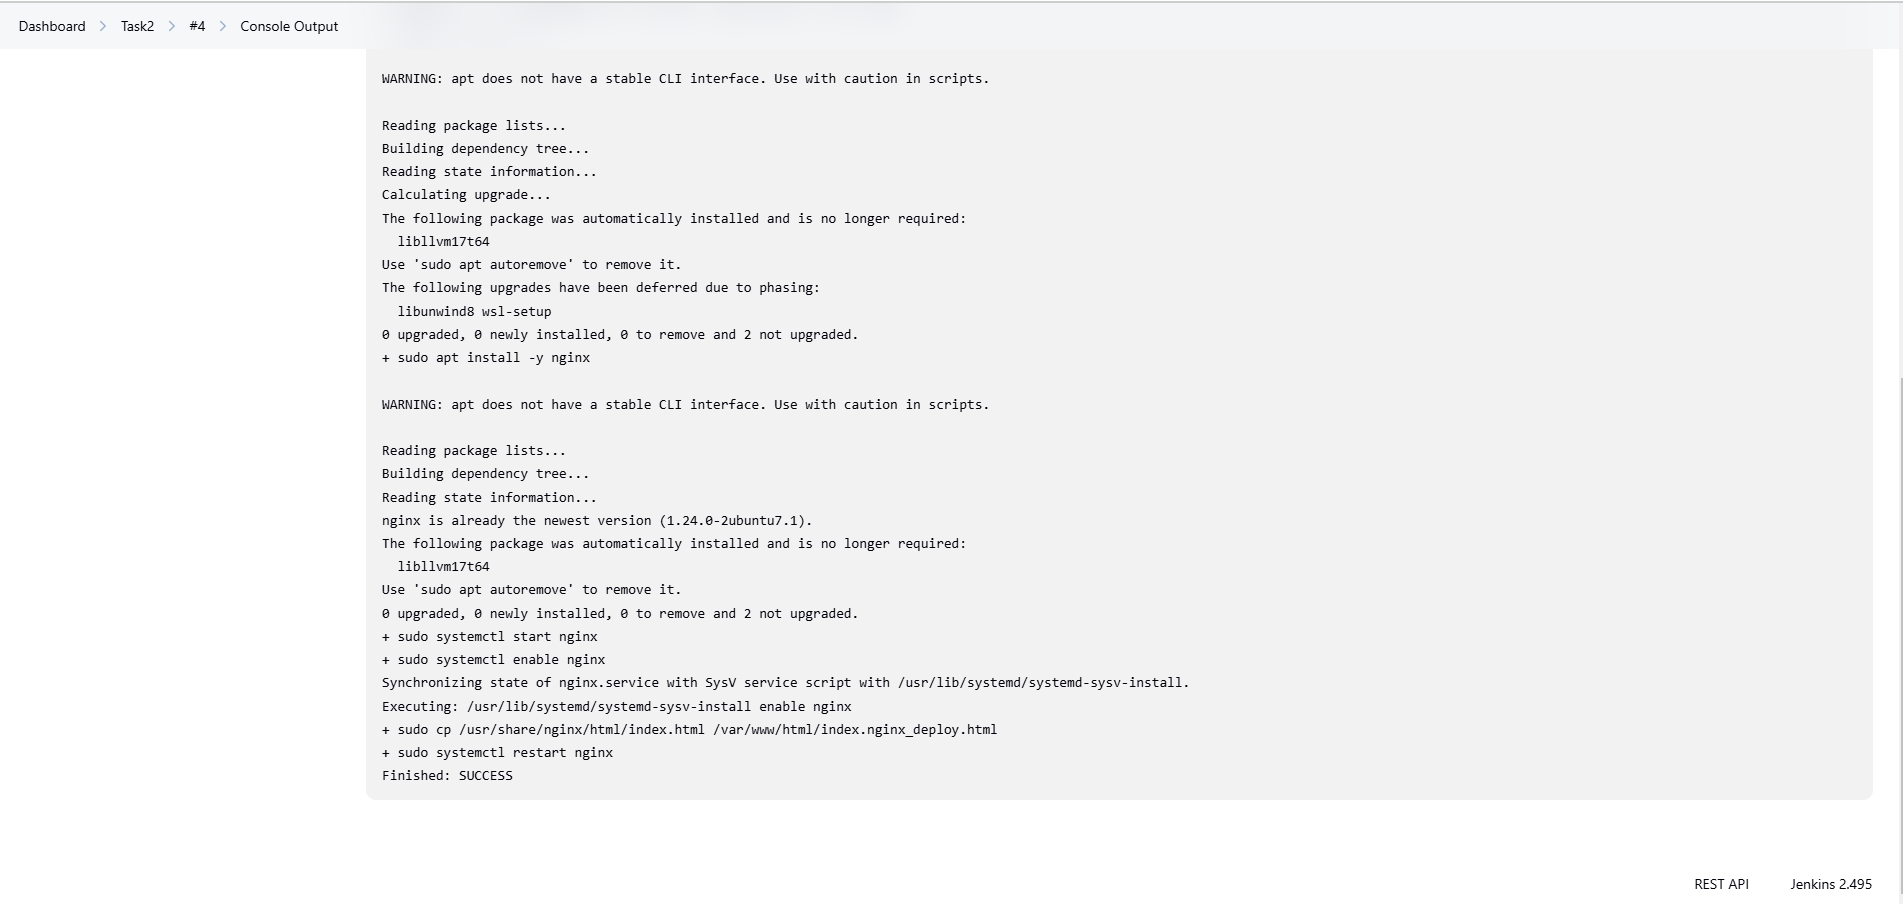 Dashboard > Task2 > #4 > Console Output
WARNING: apt does not have a stable CLI interface. Use with caution in scripts.
Reading package lists...
Building dependency tree...
Reading state information...
Calculating upgrade...
The following package was automatically installed and is no longer required:
  libllvm17t64
Use 'sudo apt autoremove' to remove it.
The following upgrades have been deferred due to phasing:
  libunwind8 wsl-setup
0 upgraded, 0 newly installed, 0 to remove and 2 not upgraded.
+ sudo apt install -y nginx
WARNING: apt does not have a stable CLI interface. Use with caution in scripts.
Reading package lists...
Building dependency tree...
Reading state information...
nginx is already the newest version (1.24.0-2ubuntu7.1).
The following package was automatically installed and is no longer required:
  libllvm17t64
Use 'sudo apt autoremove' to remove it.
0 upgraded, 0 newly installed, 0 to remove and 2 not upgraded.
+ sudo systemctl start nginx
+ sudo systemctl enable nginx
Synchronizing state of nginx.service with SysV service script with /usr/lib/systemd/systemd-sysv-install.
Executing: /usr/lib/systemd/systemd-sysv-install enable nginx
+ sudo cp /usr/share/nginx/html/index.html /var/www/html/index.nginx_deploy.html
+ sudo systemctl restart nginx
Finished: SUCCESS
REST API Jenkins 2.495